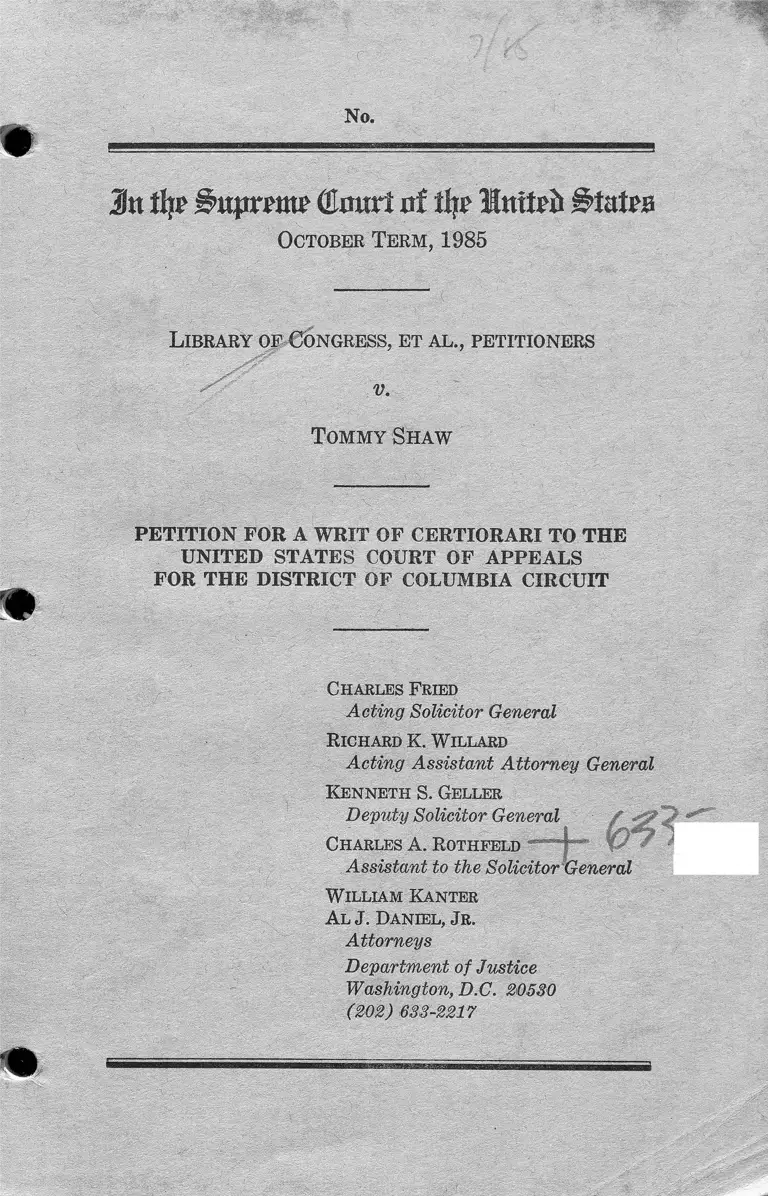 7/85
No.
In the Supreme Court of the United States
OCTOBER TERM, 1985
LIBRARY OF CONGRESS, ET AL., PETITIONERS
v.
TOMMY SHAW
PETITION FOR A WRIT OF CERTIORARI TO THE
UNITED STATES COURT OF APPEALS
FOR THE DISTRICT OF COLUMBIA CIRCUIT
CHARLES FRIED
Acting Solicitor General
RICHARD K. WILLARD
Acting Assistant Attorney General
KENNETH S. GELLER
Deputy Solicitor General
CHARLES A. ROTHFELD + 633-
Assistant to the Solicitor General
WILLIAM KANTER
AL J. DANIEL, JR.
Attorneys
Department of Justice
Washington, D.C. 20530
(202) 633-2217